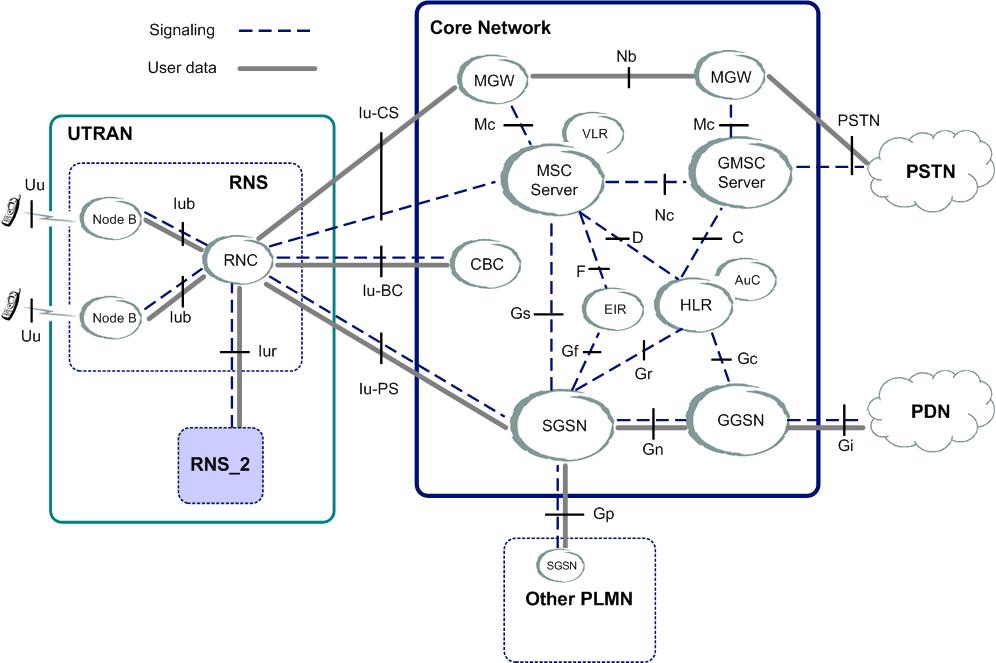 Signaling
User data
Core Network
MGW
Nb
MGW
Iu-CS
Mc
VLR
Mc
PSTN
UTRAN
MSC
Server
GMSC
Server
PSTN
RNS
Uu
Node B
Iub
Nc
D
C
RNC
CBC
F
AuC
Iu-BC
EIR
HLR
Uu
Node B
Iub
Gs
Iur
Gf
Gr
Gc
Iu-PS
SGSN
GGSN
PDN
Gn
Gi
RNS_2
Gp
SGSN
Other PLMN